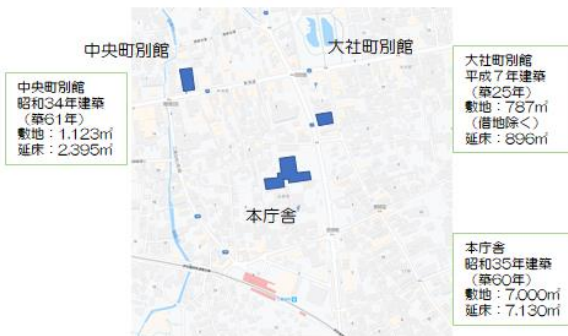 中央町別館
大社町別館
中央町別館
昭和34年建築
(築61年)
敷地：1.123㎡
延床：2.395㎡
大社町別館
平成７年建築
(築25年)
敷地：787㎡
(借地除く)
延床：896㎡
本庁舎
本庁舎
昭和35年建築
(築60年)
敷地：7.000㎡
延床：7.130㎡